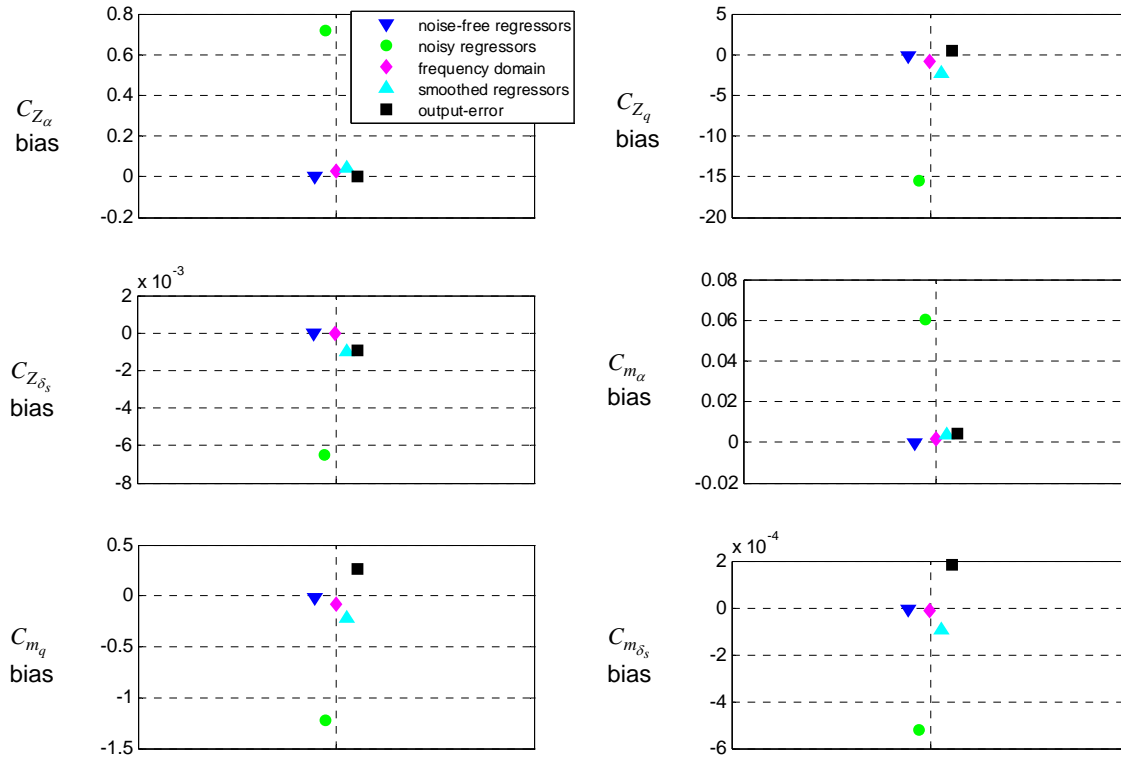 0.8
0.6
0.4
0.2
0
-0.2
C_{Z_α}
bias
noise-free regressors
noisy regressors
frequency domain
smoothed regressors
output-error
5
0
-5
-10
-15
-20
C_{Z_q}
bias
x 10^{-3}
2
0
-2
-4
-6
-8
C_{Z_{δ_s}}
bias
0.08
0.06
0.04
0.02
0
-0.02
C_{m_α}
bias
0.5
0
-0.5
-1
-1.5
C_{m_q}
bias
x 10^{-4}
2
0
-2
-4
-6
C_{m_{δ_s}}
bias